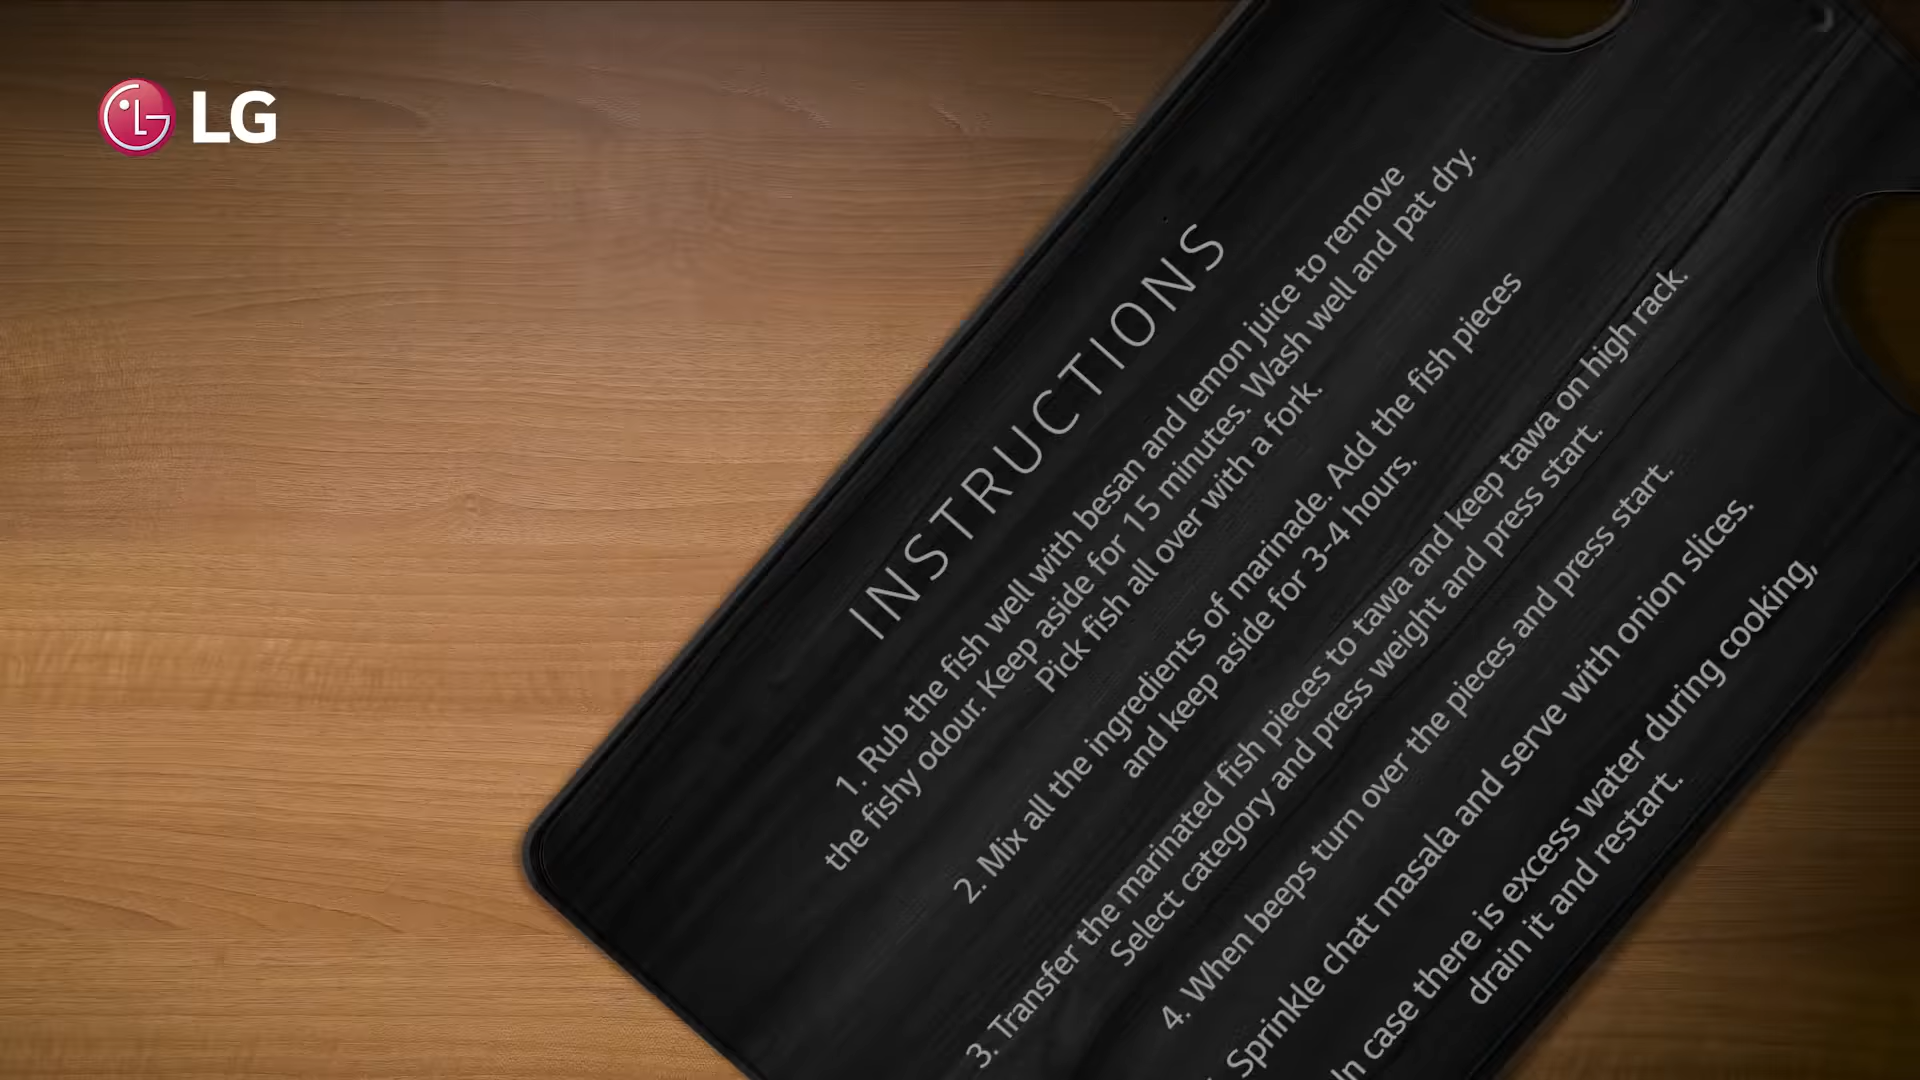 LG
INSTRUCTIONS
1. Rub the fish well with besan and lemon juice to remove
the fishy odour. Keep aside for 15 minutes. Wash well and pat dry.
Pick fish all over with a fork.
2. Mix all the ingredients of marinade. Add the fish pieces
and keep aside for 3-4 hours.
3. Transfer the marinated fish pieces to tawa and keep tawa on high rack.
Select category and press weight and press start.
4. When beeps turn over the pieces and press start.
Sprinkle chat masala and serve with onion slices.
In case there is excess water during cooking,
drain it and restart.